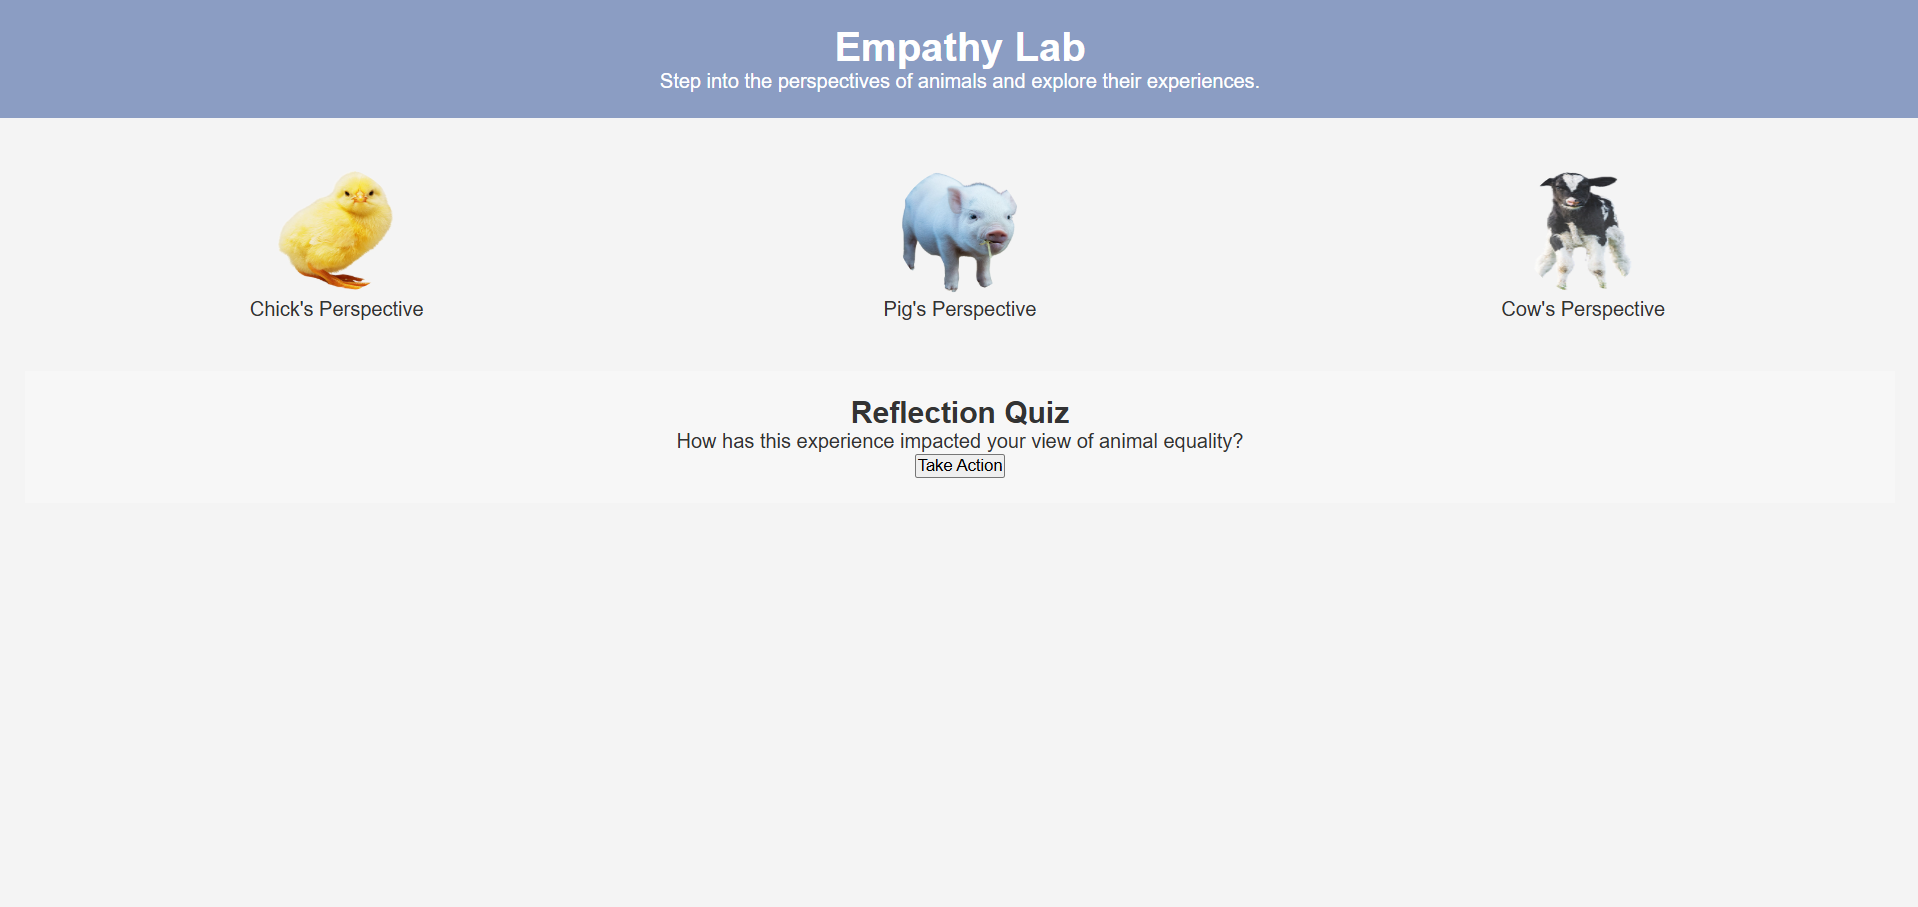 Empathy Lab
Step into the perspectives of animals and explore their experiences.
Chick's Perspective
Pig's Perspective
Cow's Perspective
Reflection Quiz
How has this experience impacted your view of animal equality?
Take Action